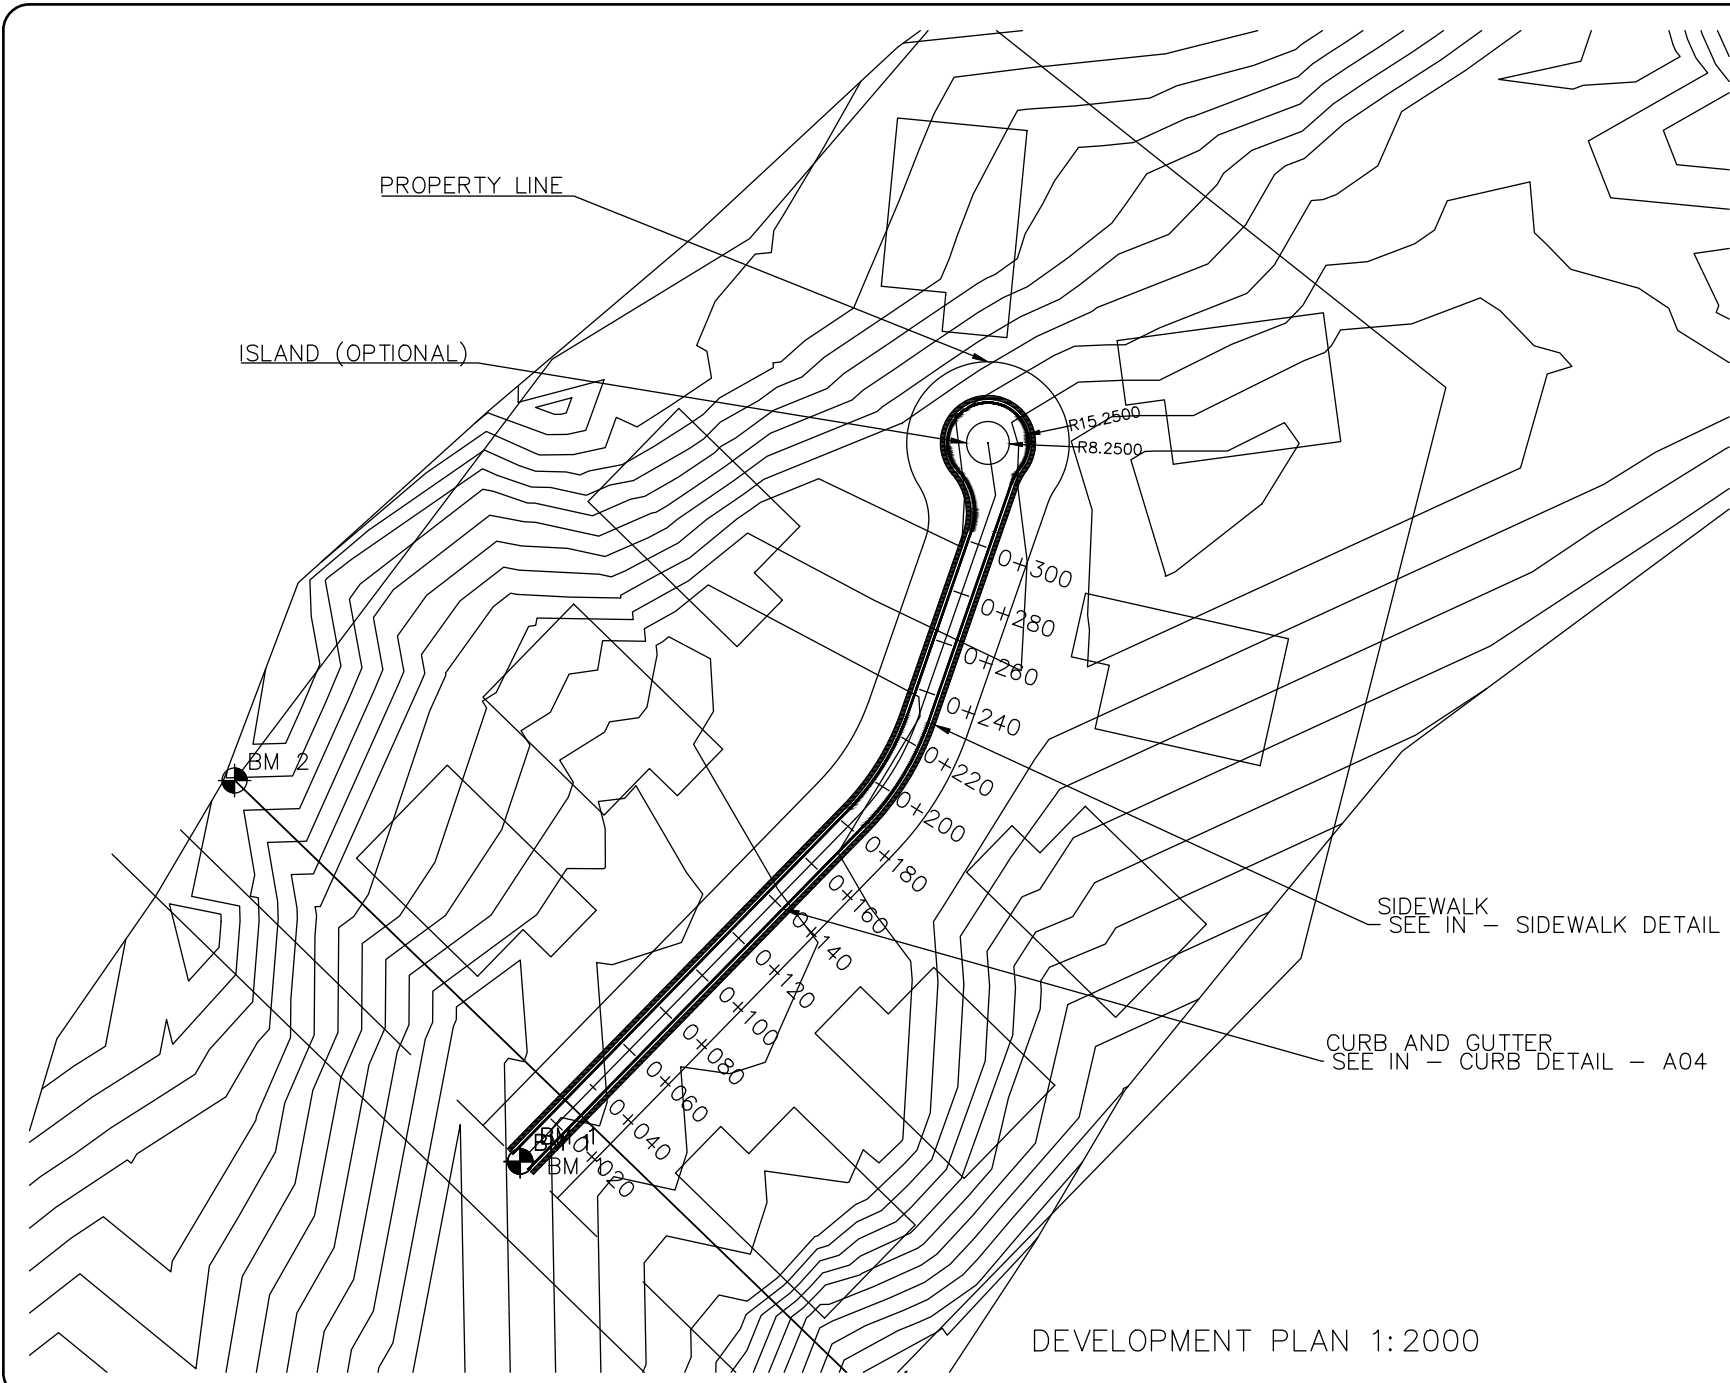 PROPERTY LINE
ISLAND (OPTIONAL)
R15.2500
R8.2500
0+300
0+280
0+260
0+240
0+220
0+200
0+180
0+160
0+140
0+120
0+100
0+080
0+060
0+040
0+020
BM 2
BM 1
BM
SIDEWALK
SEE IN - SIDEWALK DETAIL
CURB AND GUTTER
SEE IN - CURB DETAIL - A04
DEVELOPMENT PLAN 1:2000